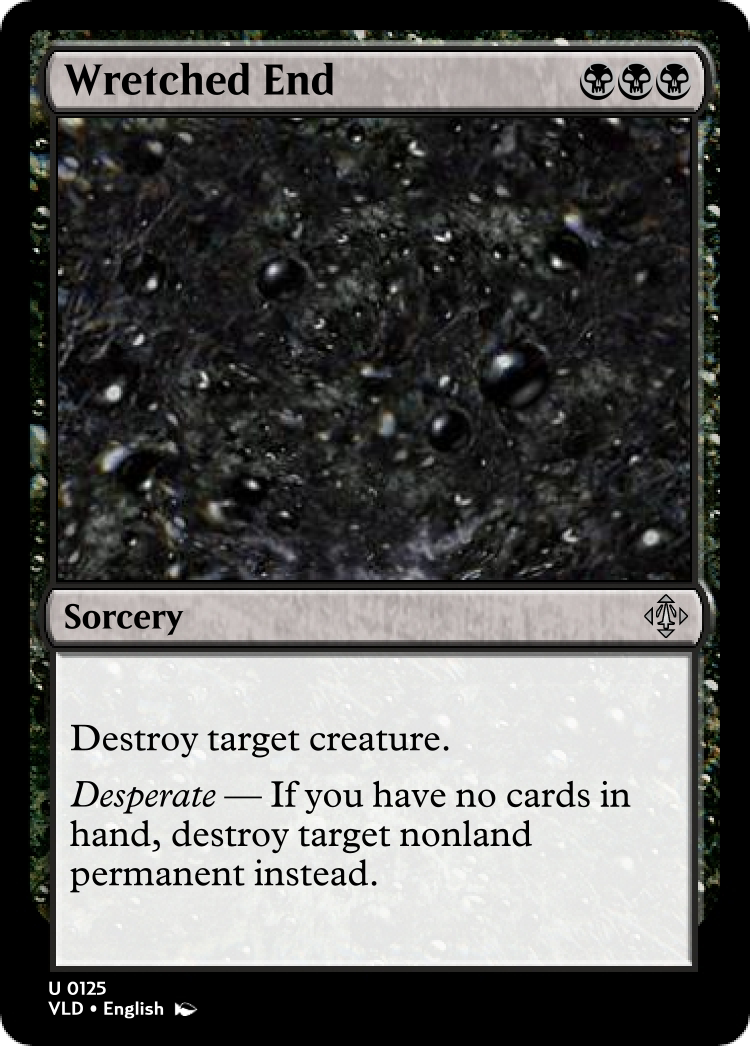 Wretched End
Sorcery
Destroy target creature.
Desperate — If you have no cards in
hand, destroy target nonland
permanent instead.
U 0125
VLD • English